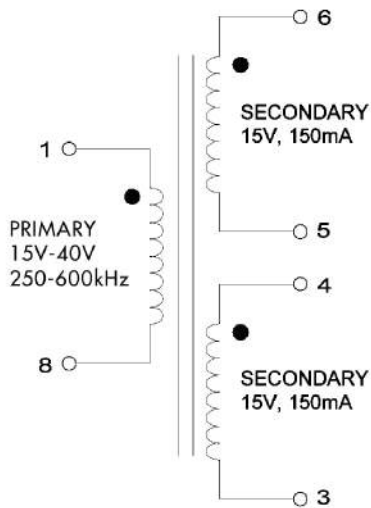 6
SECONDARY
15V, 150mA
1
PRIMARY
15V-40V
250-600kHz
5
4
8
SECONDARY
15V, 150mA
3